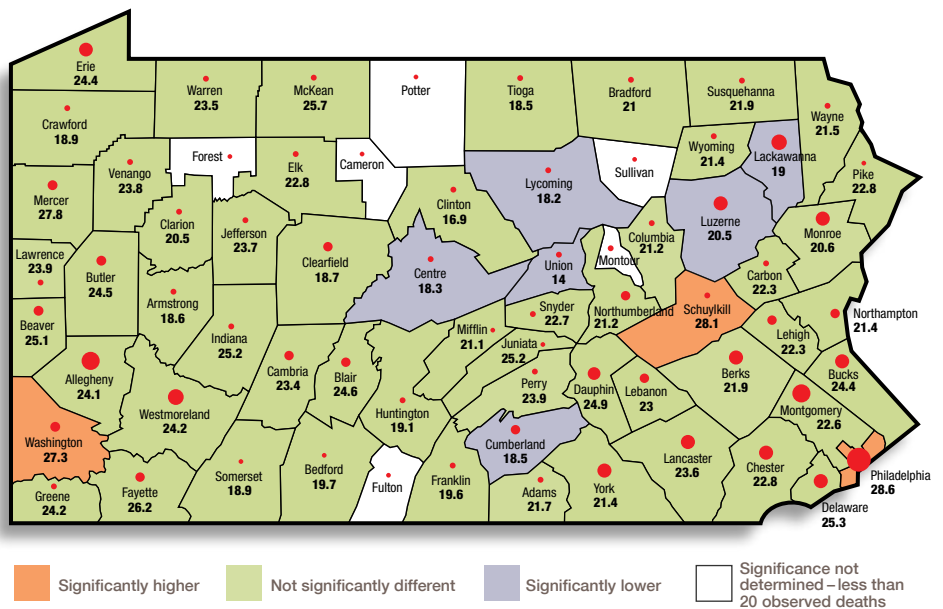 Erie
24.4
Warren
23.5
McKean
25.7
Potter
Tioga
18.5
Bradford
21
Susquehanna
21.9
Wayne
21.5
Crawford
18.9
Forest
Cameron
Elk
22.8
Venango
23.8
Mercer
27.8
Clarion
20.5
Jefferson
23.7
Clinton
16.9
Lycoming
18.2
Sullivan
Wyoming
21.4
Lackawanna
19
Pike
22.8
Luzerne
20.5
Monroe
20.6
Columbia
21.2
Montour
Lawrence
23.9
Butler
24.5
Clearfield
18.7
Centre
18.3
Union
14
Carbon
22.3
Armstrong
18.6
Snyder
22.7
Northumberland
21.2
Schuylkill
28.1
Northampton
21.4
Beaver
25.1
Indiana
25.2
Mifflin
21.1
Juniata
25.2
Lehigh
22.3
Allegheny
24.1
Cambria
23.4
Blair
24.6
Perry
23.9
Dauphin
24.9
Lebanon
23
Berks
21.9
Bucks
24.4
Westmoreland
24.2
Huntington
19.1
Montgomery
22.6
Washington
27.3
Cumberland
18.5
Lancaster
23.6
Chester
22.8
Philadelphia
28.6
Somerset
18.9
Bedford
19.7
Fulton
Franklin
19.6
Adams
21.7
York
21.4
Greene
24.2
Fayette
26.2
Delaware
25.3
Significantly higher
Not significantly different
Significantly lower
Significance not
determined – less than
20 observed deaths